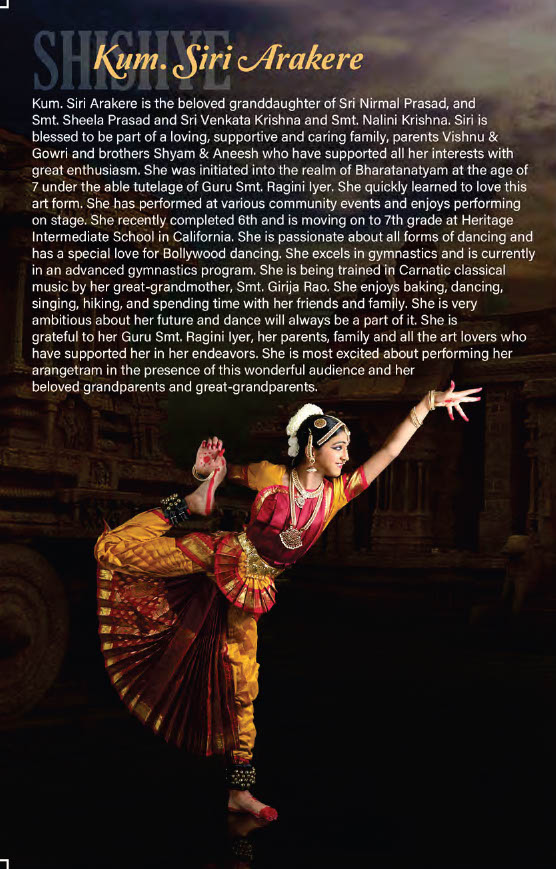 SHISHYE
Kum. Siri Arakere
Kum. Siri Arakere is the beloved granddaughter of Sri Nirmal Prasad, and
Smt. Sheela Prasad and Sri Venkata Krishna and Smt. Nalini Krishna. Siri is
blessed to be part of a loving, supportive and caring family, parents Vishnu &
Gowri and brothers Shyam & Aneesh who have supported all her interests with
great enthusiasm. She was initiated into the realm of Bharatanatyam at the age of
7 under the able tutelage of Guru Smt. Ragini Iyer. She quickly learned to love this
art form. She has performed at various community events and enjoys performing
on stage. She recently completed 6th and is moving on to 7th grade at Heritage
Intermediate School in California. She is passionate about all forms of dancing and
has a special love for Bollywood dancing. She excels in gymnastics and is currently
in an advanced gymnastics program. She is being trained in Carnatic classical
music by her great-grandmother, Smt. Girija Rao. She enjoys baking, dancing,
singing, hiking, and spending time with her friends and family. She is very
ambitious about her future and dance will always be a part of it. She is
grateful to her Guru Smt. Ragini Iyer, her parents, family and all the art lovers who
have supported her in her endeavors. She is most excited about performing her
arangetram in the presence of this wonderful audience and her
beloved grandparents and great-grandparents.